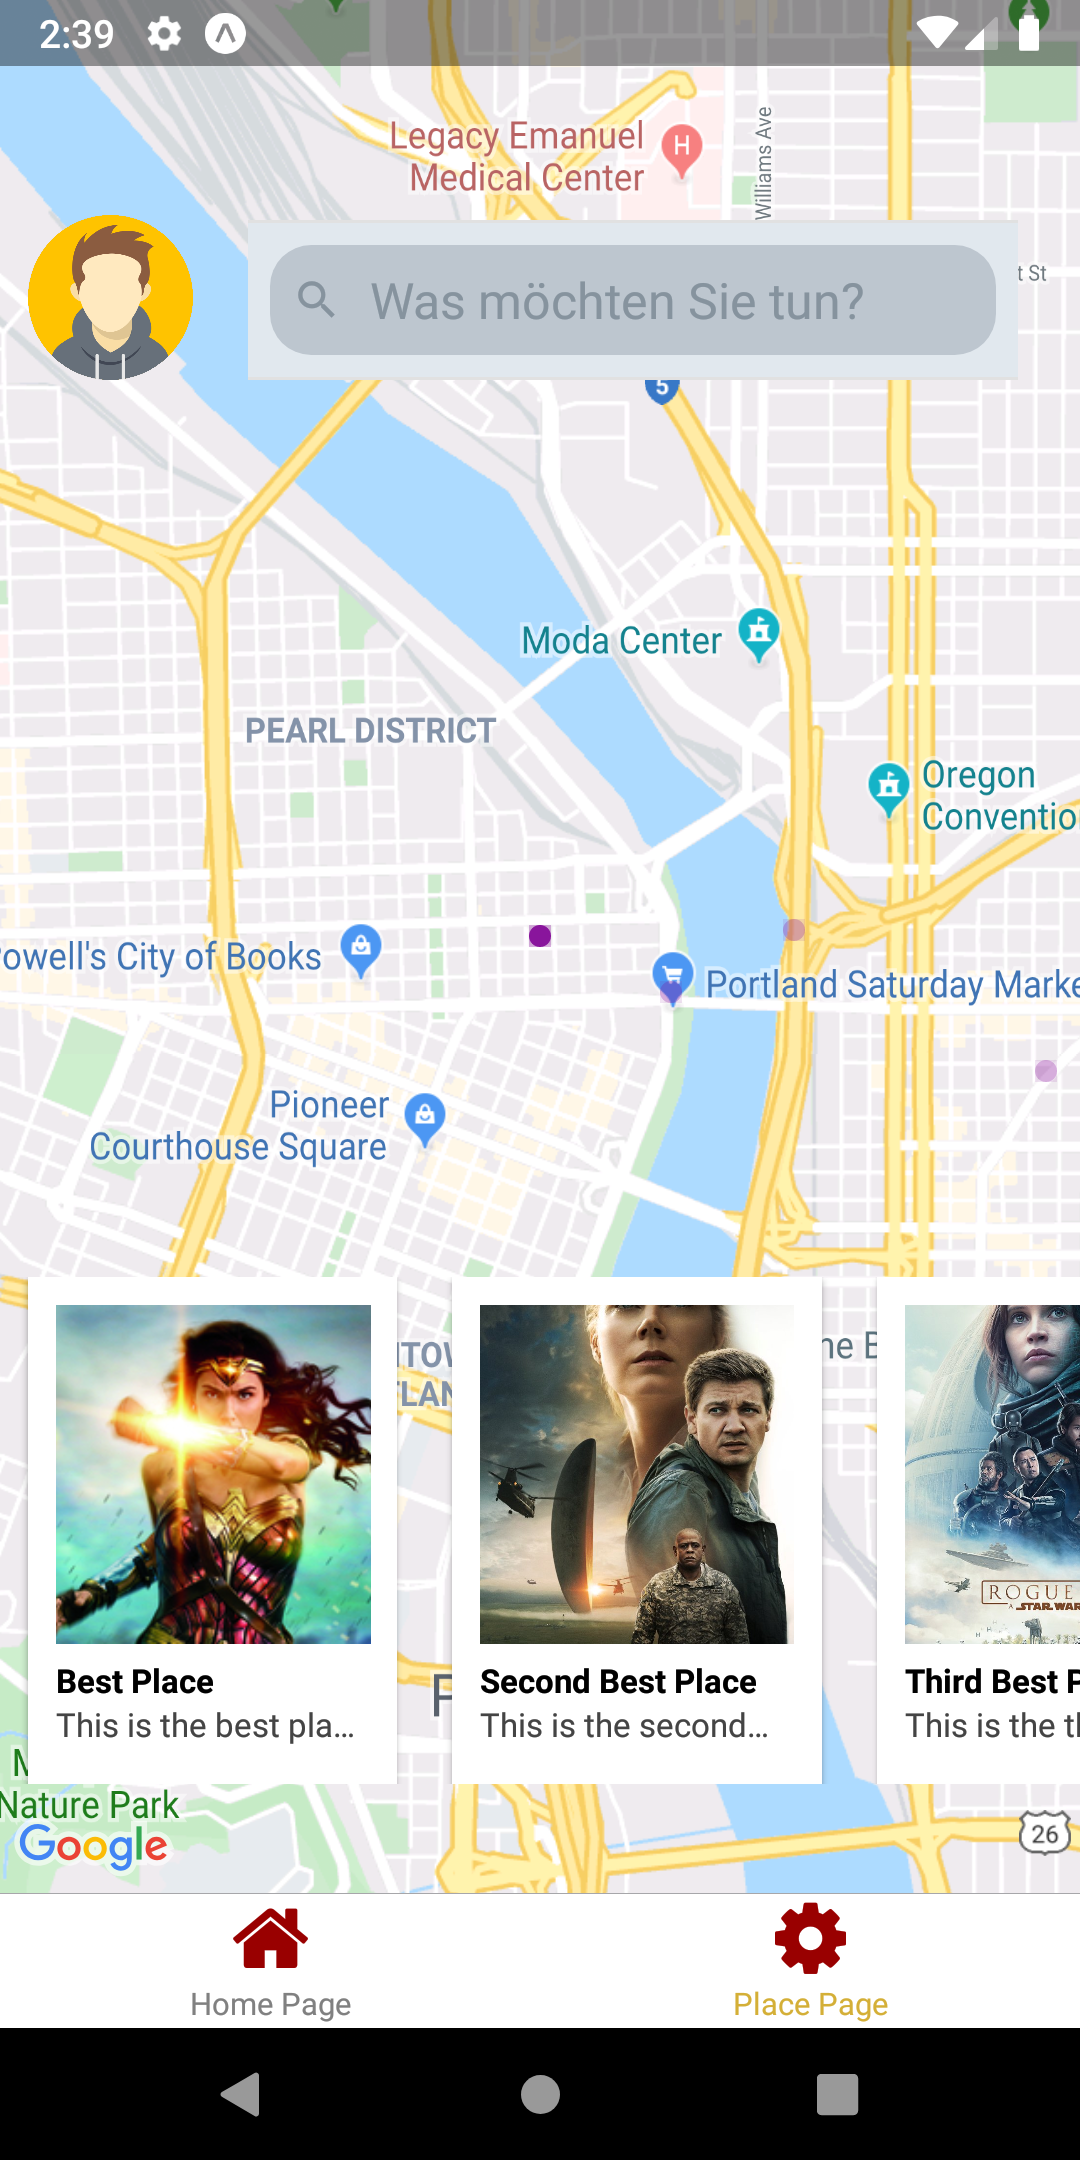 2:39
Legacy Emanuel
Medical Center
H
Williams Ave
t St
Was möchten Sie tun?
5
Moda Center
PEARL DISTRICT
Oregon
Conventio
owell's City of Books
Portland Saturday Marke
Pioneer
Courthouse Square
TOW
LAN
ne B
ROGUE
A STAR WAR
Best Place
This is the best pla...
Second Best Place
This is the second...
Third Best P
This is the t
Nature Park
Google
26
Home Page
Place Page